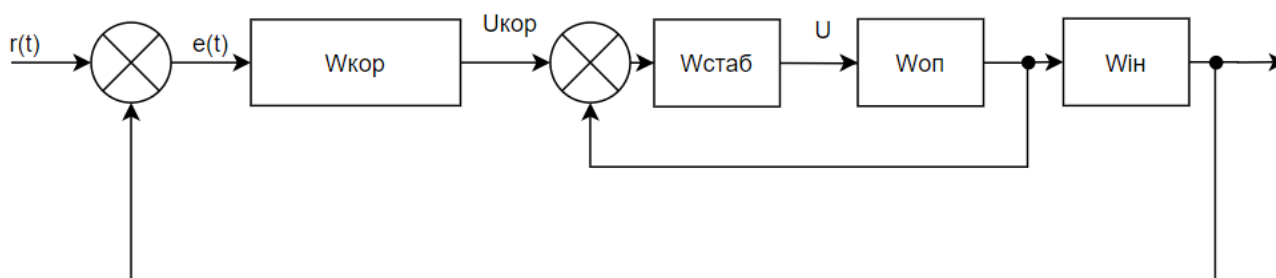 r(t)
e(t)
Wкор
Uкор
Wстаб
U
Wоп
Wін